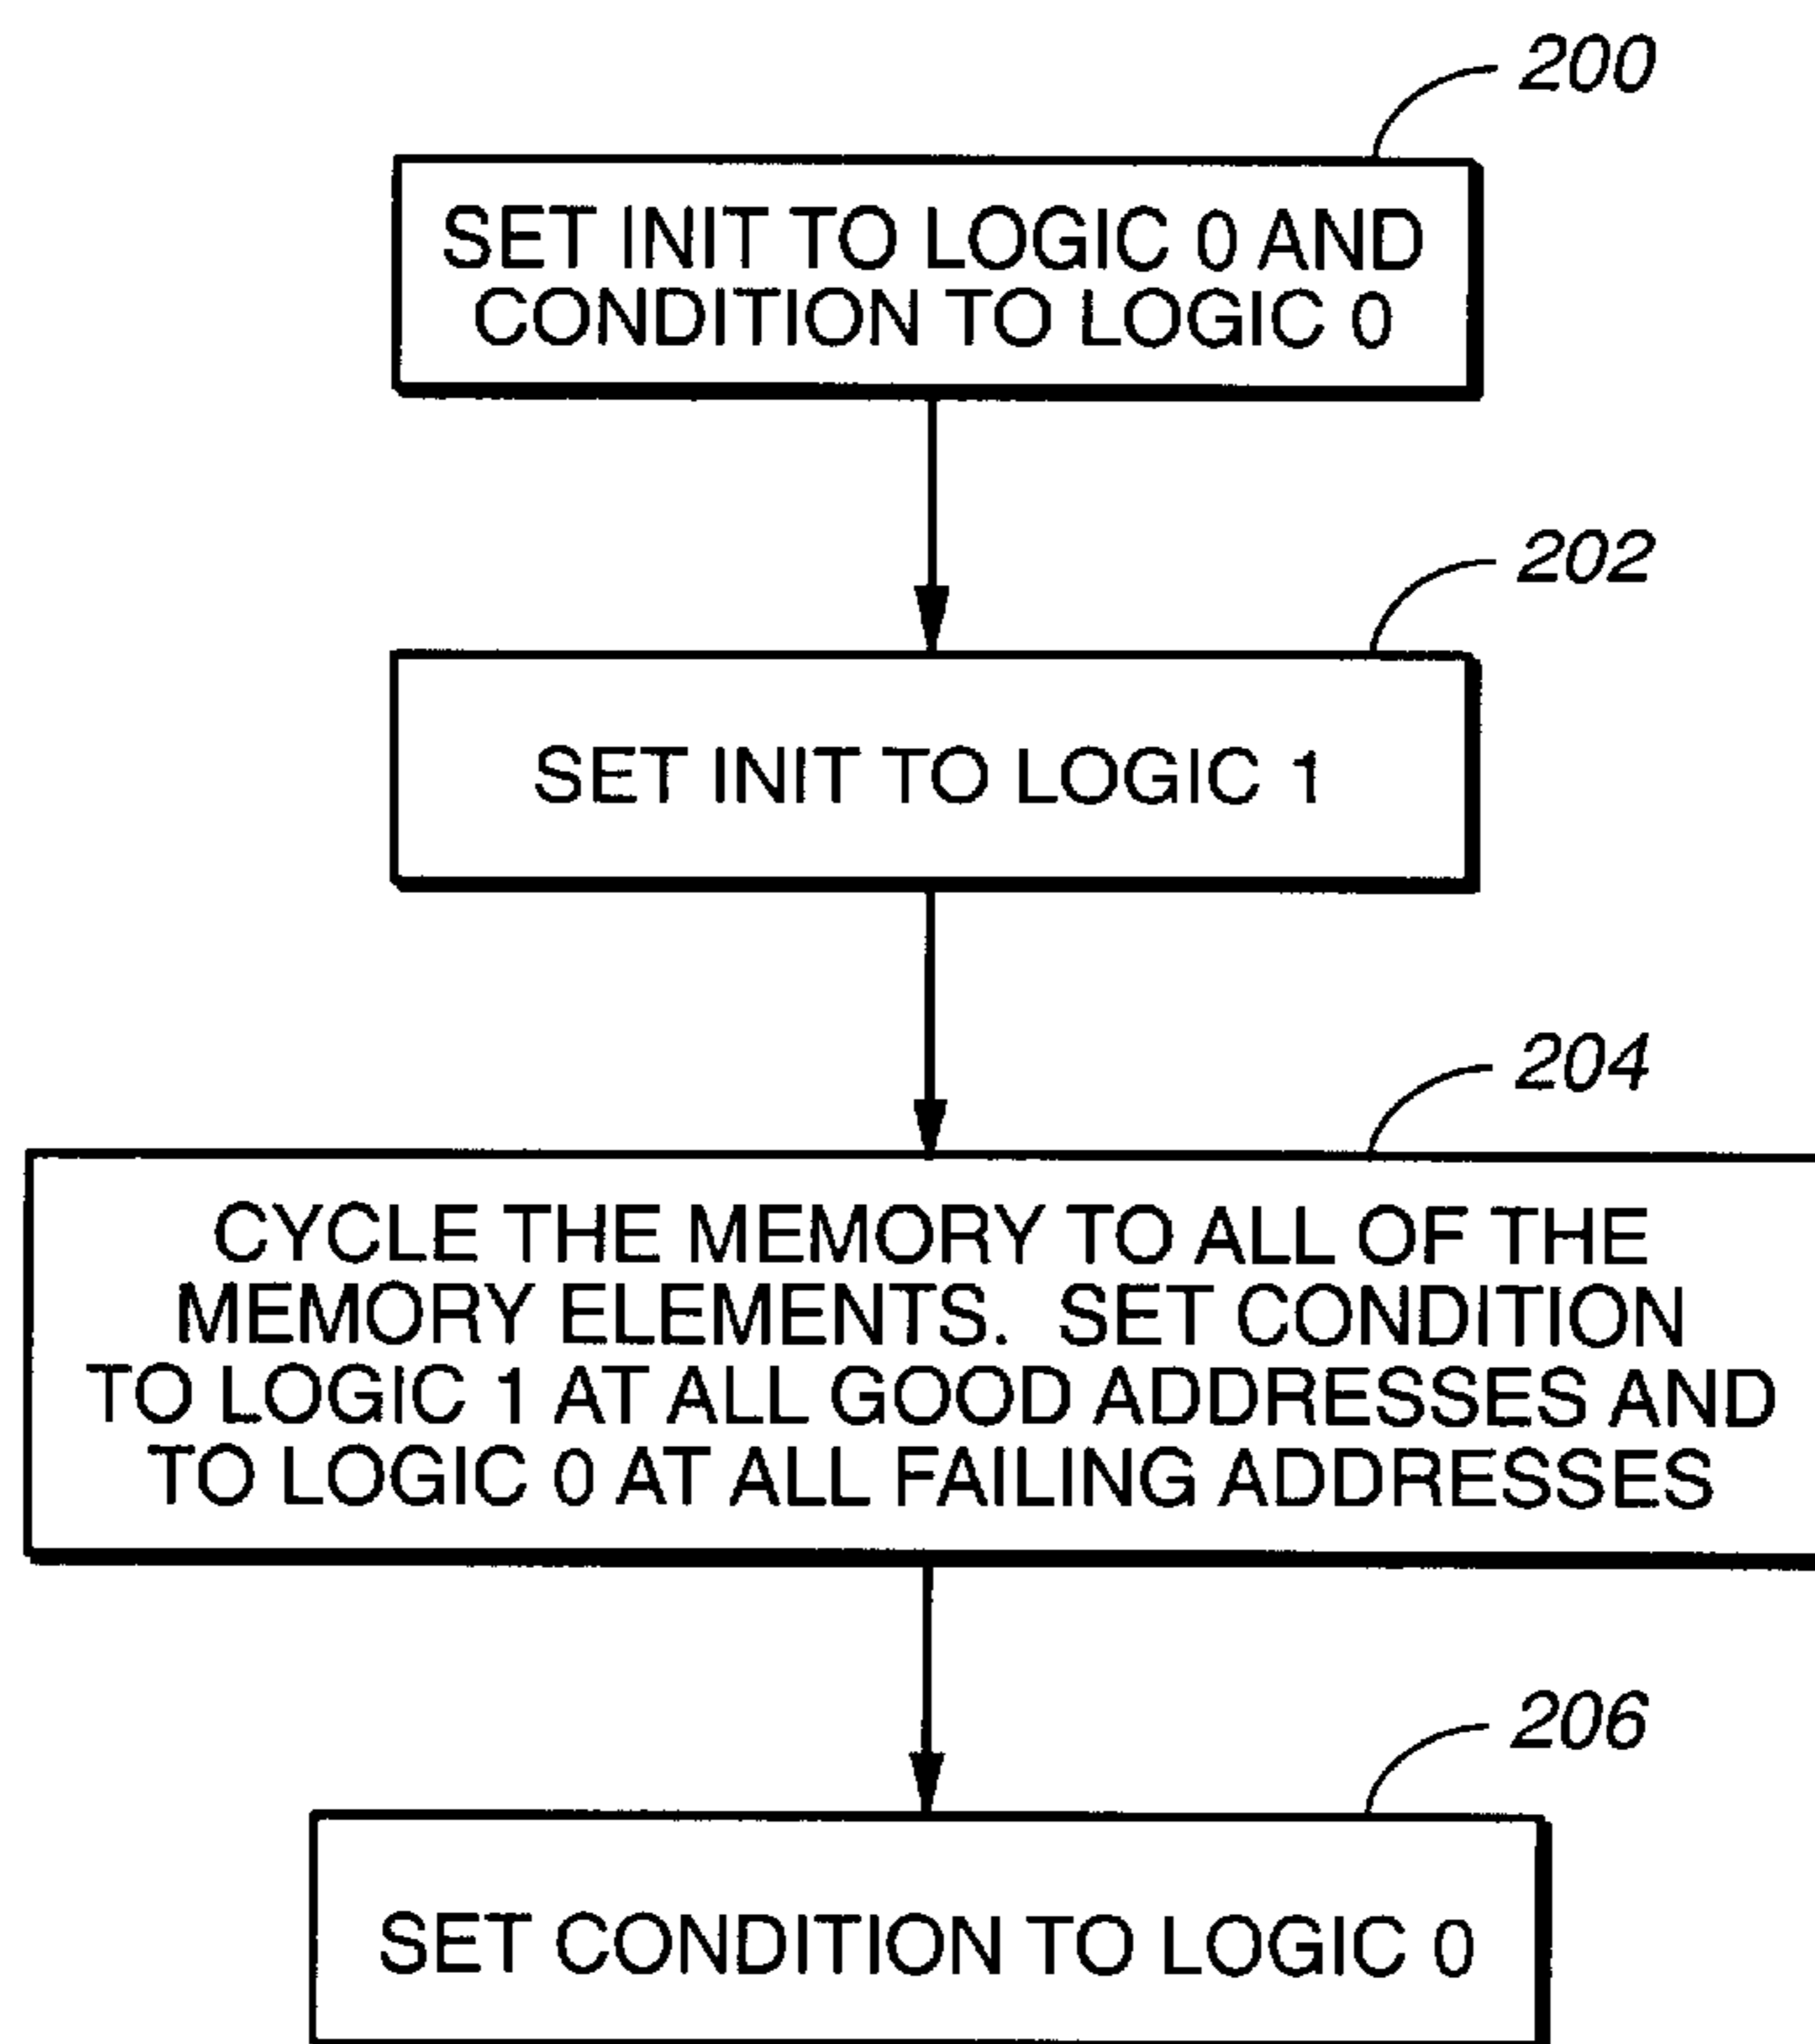 200
SET INIT TO LOGIC 0 AND
CONDITION TO LOGIC 0
202
SET INIT TO LOGIC 1
204
CYCLE THE MEMORY TO ALL OF THE
MEMORY ELEMENTS. SET CONDITION
TO LOGIC 1 AT ALL GOOD ADDRESSES AND
TO LOGIC 0 AT ALL FAILING ADDRESSES
206
SET CONDITION TO LOGIC 0